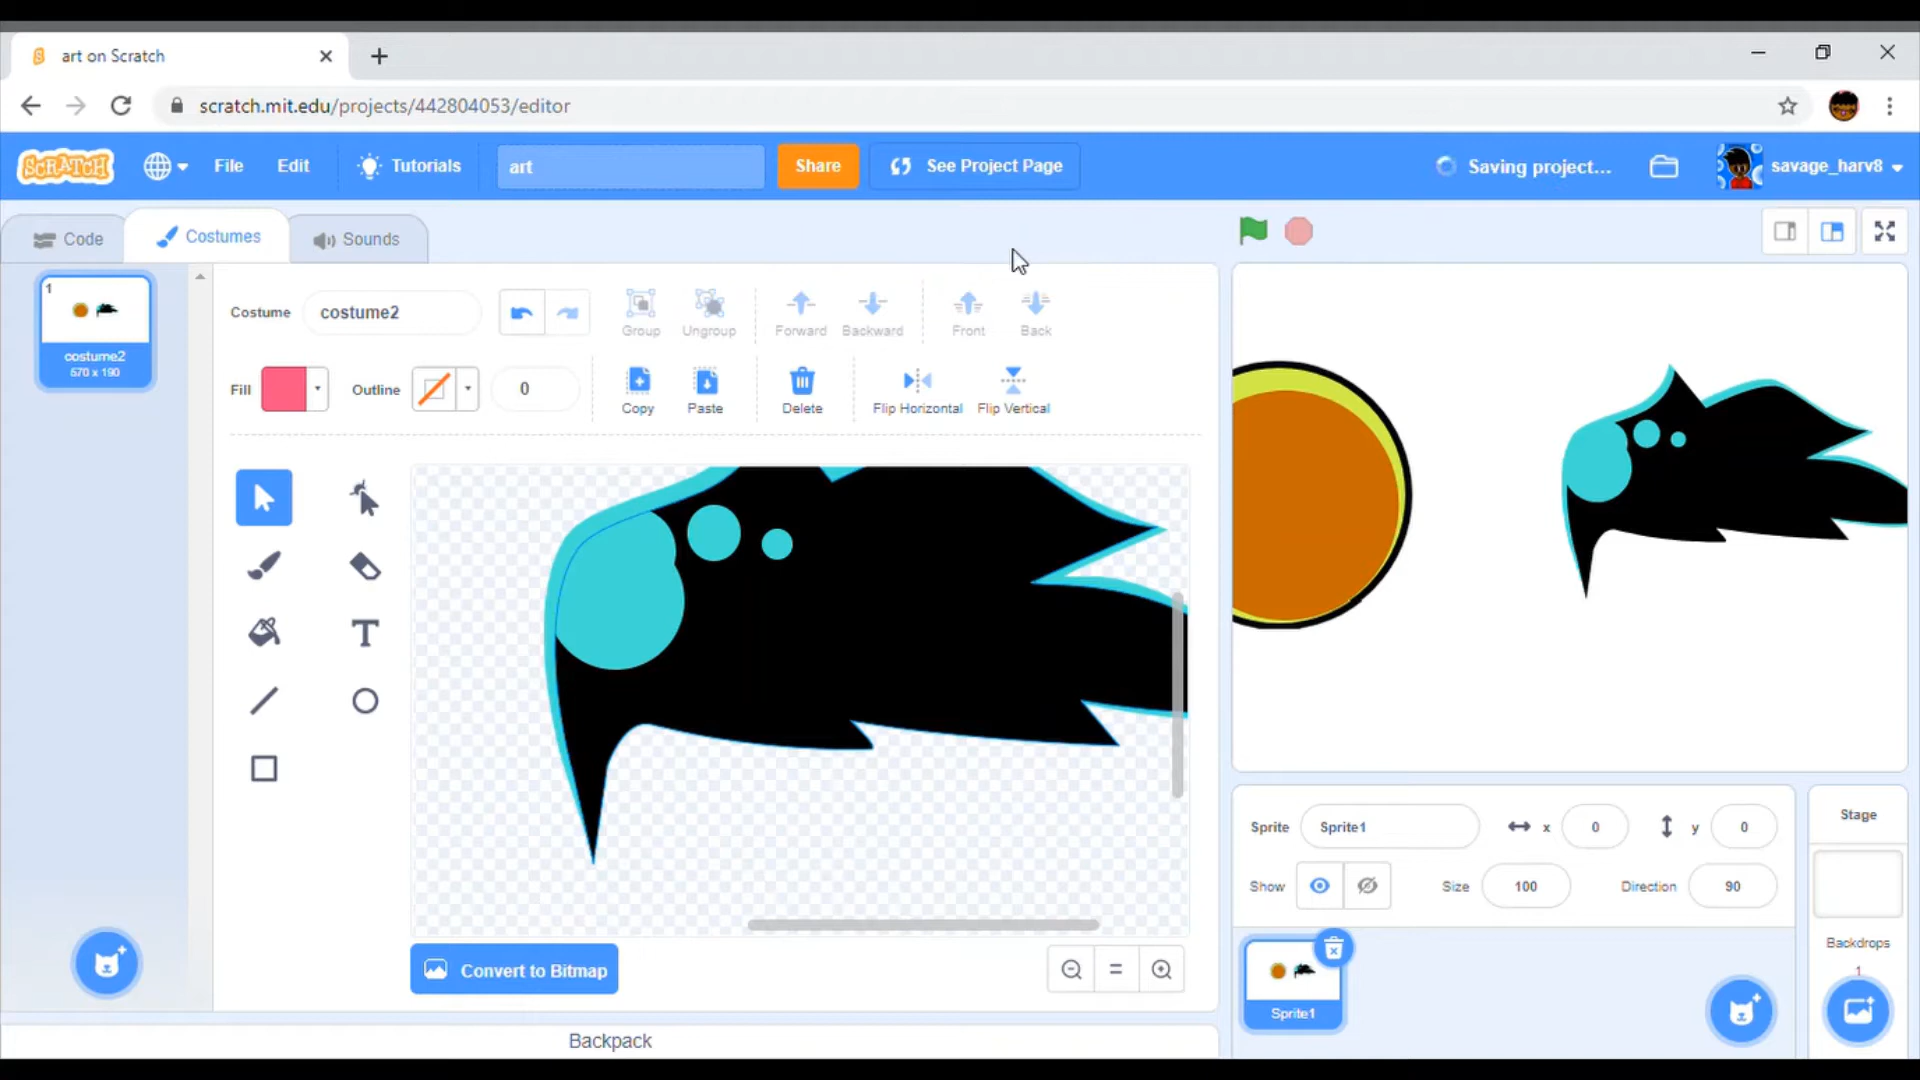 art on Scratch
scratch.mit.edu/projects/442804053/editor
SCRATCH File Edit Tutorials art Share See Project Page Saving project... savage_harv8
Code Costumes Sounds
1
costume2
570 x 190
Costume costume2 Group Ungroup Forward Backward Front Back
Fill Outline 0 Copy Paste Delete Flip Horizontal Flip Vertical
T
Convert to Bitmap
Backpack
Sprite Sprite1 x 0 y 0
Show Size 100 Direction 90
Sprite1
Stage
Backdrops
1